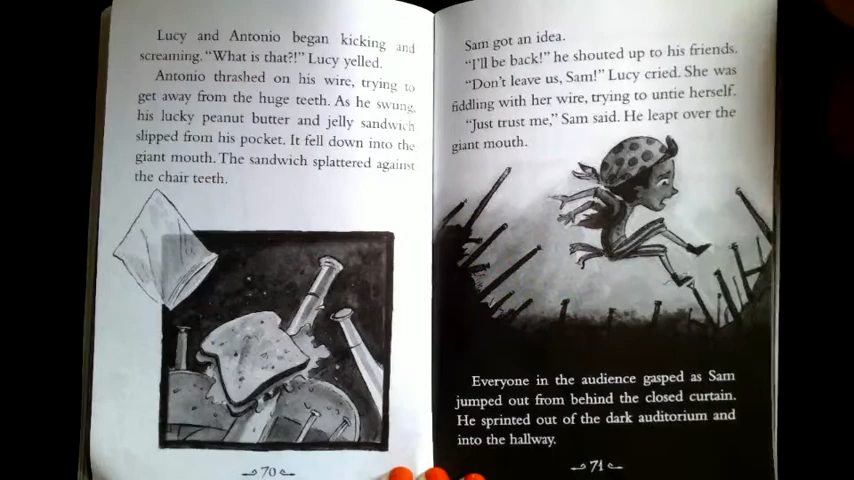 Lucy and Antonio began kicking and
screaming. “What is that?!” Lucy yelled.
Antonio thrashed on his wire, trying to
get away from the huge teeth. As he swung,
his lucky peanut butter and jelly sandwich
slipped from his pocket. It fell down into the
giant mouth. The sandwich splattered against
the chair teeth.
70
Sam got an idea.
“I’ll be back!” he shouted up to his friends.
“Don’t leave us, Sam!” Lucy cried. She was
fiddling with her wire, trying to untie herself.
“Just trust me,” Sam said. He leapt over the
giant mouth.
Everyone in the audience gasped as Sam
jumped out from behind the closed curtain.
He sprinted out of the dark auditorium and
into the hallway.
71